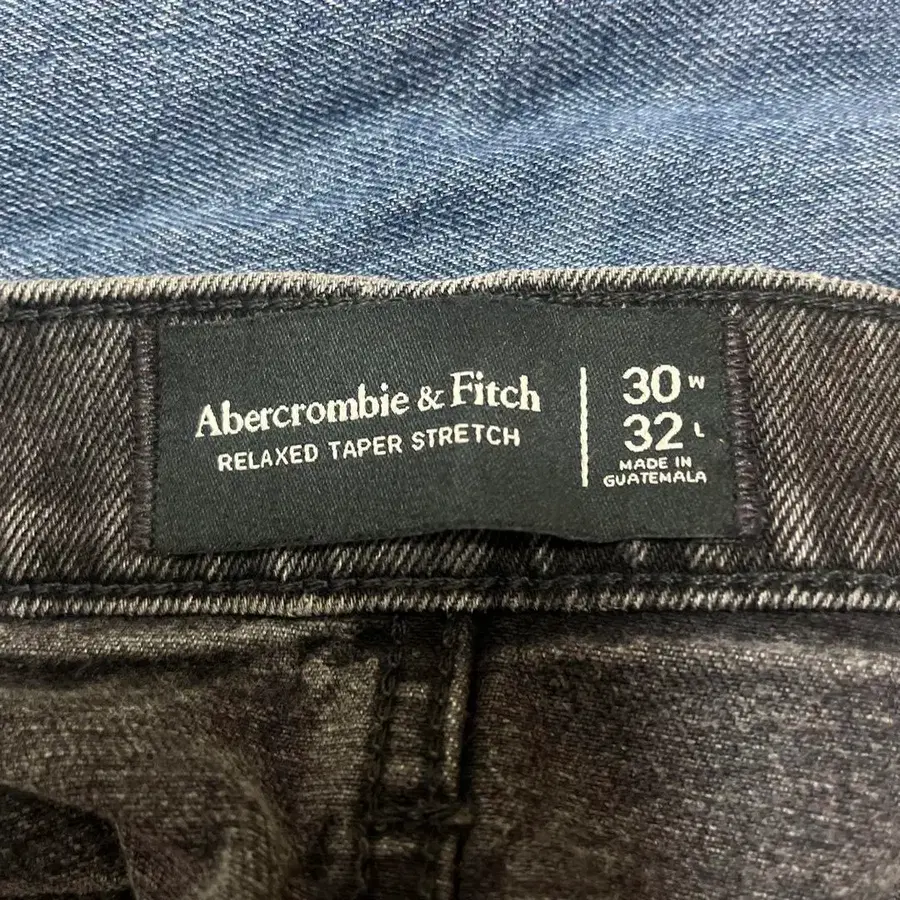 Abercrombie & Fitch
RELAXED TAPER STRETCH
30 W
32 L
MADE IN
GUATEMALA